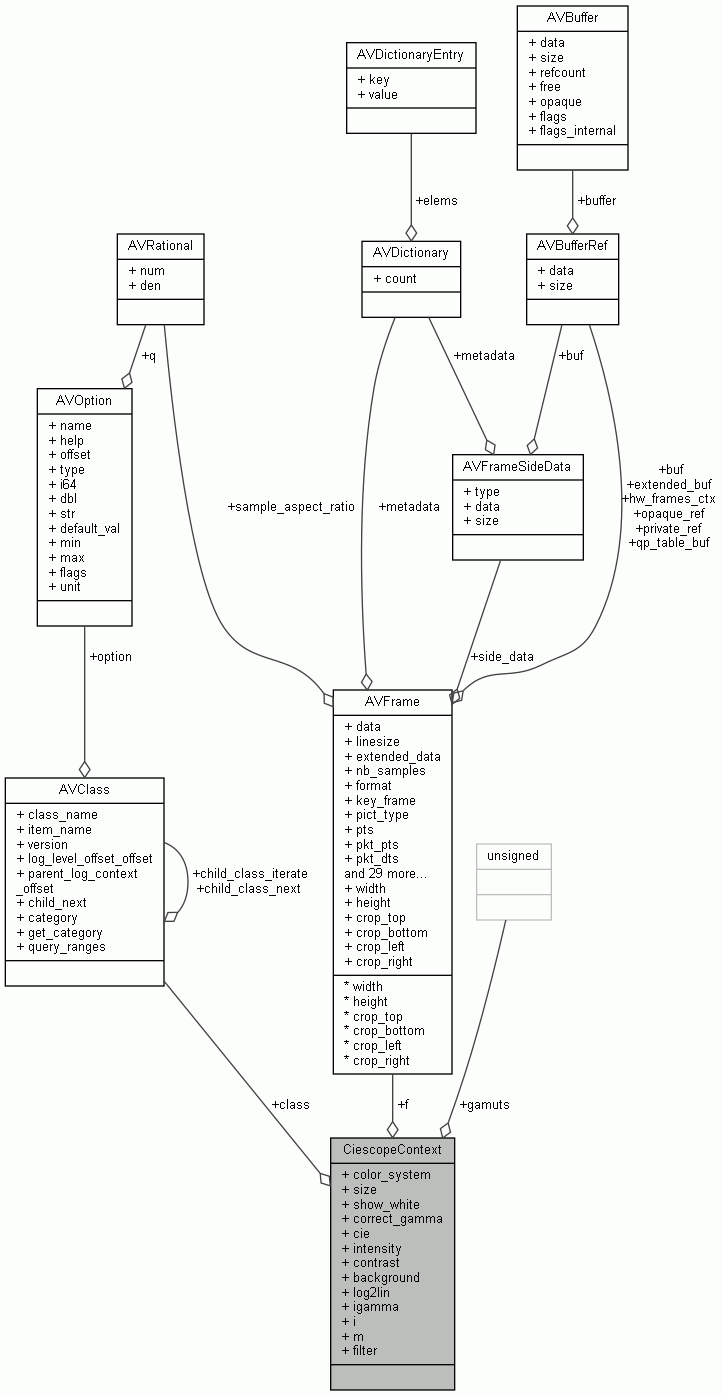 AVBuffer
+ data
+ size
+ refcount
+ free
+ opaque
+ flags
+ flags_internal
AVDictionaryEntry
+ key
+ value
+elems
+buffer
AVRational
+ num
+ den
AVDictionary
+ count
AVBufferRef
+ data
+ size
+q
+metadata
+buf
AVOption
+ name
+ help
+ offset
+ type
+ i64
+ dbl
+ str
+ default_val
+ min
+ max
+ flags
+ unit
AVFrameSideData
+ type
+ data
+ size
+sample_aspect_ratio
+metadata
+buf
+extended_buf
+hw_frames_ctx
+opaque_ref
+private_ref
+qp_table_buf
+option
+side_data
AVFrame
+ data
+ linesize
+ extended_data
+ nb_samples
+ format
+ key_frame
+ pict_type
+ pts
+ pkt_pts
+ pkt_dts
and 29 more...
+ width
+ height
+ crop_top
+ crop_bottom
+ crop_left
+ crop_right
* width
* height
* crop_top
* crop_bottom
* crop_left
* crop_right
AVClass
+ class_name
+ item_name
+ version
+ log_level_offset_offset
+ parent_log_context
_offset
+ child_next
+ category
+ get_category
+ query_ranges
+child_class_iterate
+child_class_next
unsigned
+class
+f
+gamuts
CiescopeContext
+ color_system
+ size
+ show_white
+ correct_gamma
+ cie
+ intensity
+ contrast
+ background
+ log2lin
+ igamma
+ i
+ m
+ filter